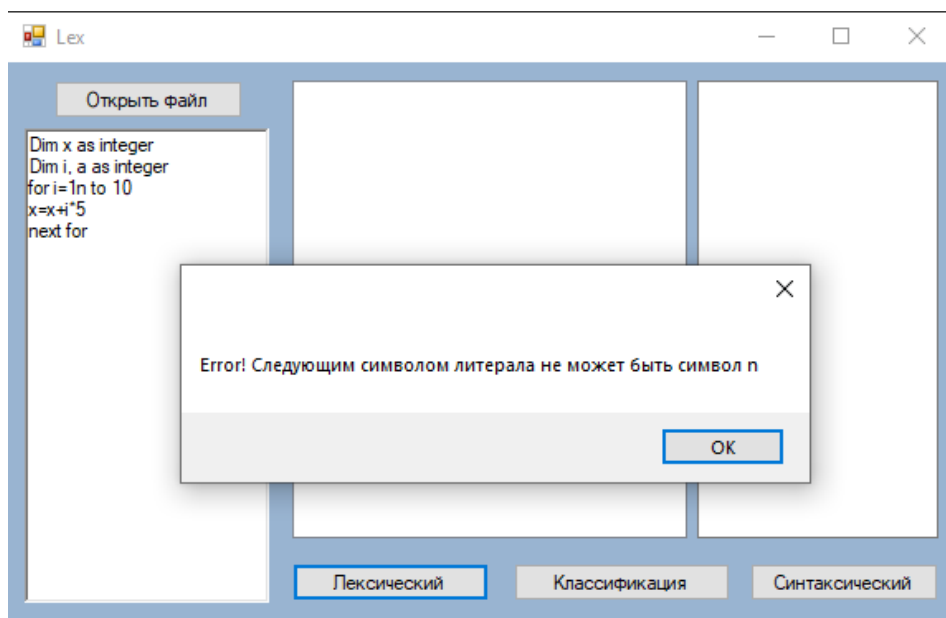 Lex
Открыть файл
Dim x as integer
Dim i, a as integer
for i=1n to 10
x=x+i*5
next for
Error! Следующим символом литерала не может быть символ n
OK
Лексический
Классификация
Синтаксический